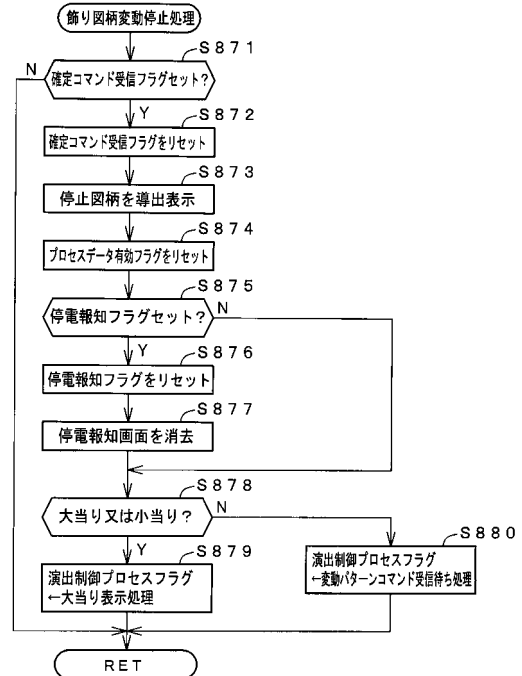 飾り図柄変動停止処理
S871
確定コマンド受信フラグセット?
N
Y
S872
確定コマンド受信フラグをリセット
S873
停止図柄を導出表示
S874
プロセスデータ有効フラグをリセット
S875
停電報知フラグセット?
N
Y
S876
停電報知フラグをリセット
S877
停電報知画面を消去
S878
大当り又は小当り?
N
Y
S879
演出制御プロセスフラグ
←大当り表示処理
S880
演出制御プロセスフラグ
←変動パターンコマンド受信待ち処理
RET